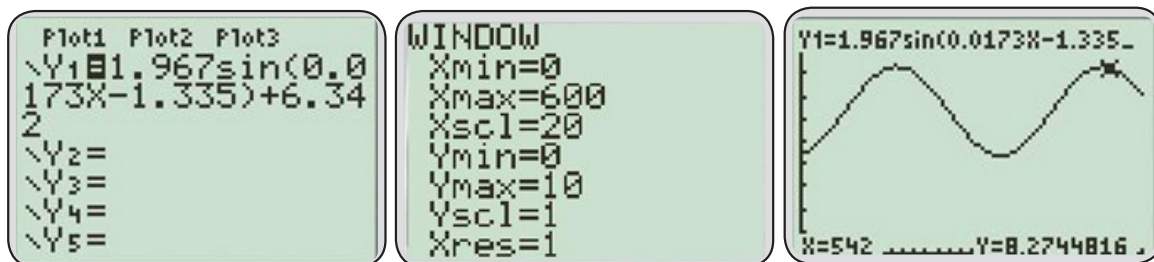 Plot1 Plot2 Plot3
\Y1=1.967sin(0.0
173X-1.335)+6.34
2
\Y2=
\Y3=
\Y4=
\Y5=
WINDOW
Xmin=0
Xmax=600
Xscl=20
Ymin=0
Ymax=10
Yscl=1
Xres=1
Y1=1.967sin(0.0173X-1.335_
X=542 Y=8.2744816